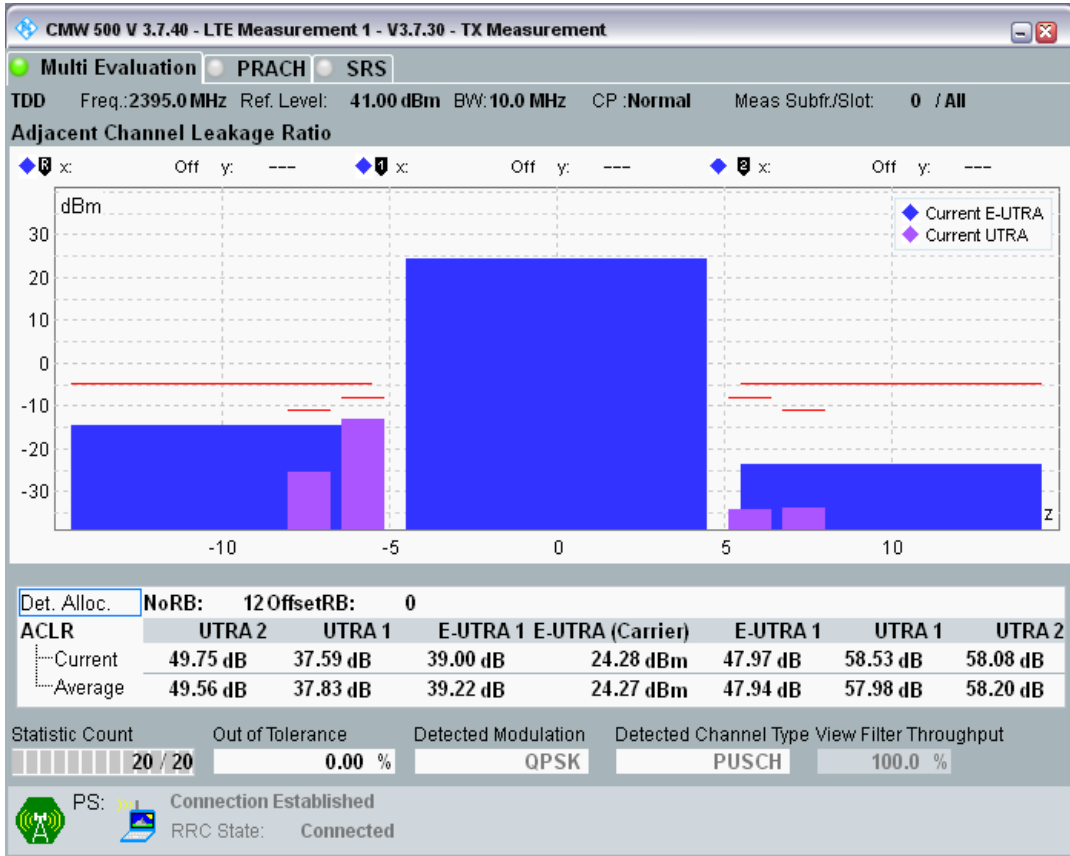 CMW 500 V 3.7.40 - LTE Measurement 1 - V3.7.30 - TX Measurement
Multi Evaluation PRACH SRS
TDD Freq.:2395.0 MHz Ref. Level: 41.00 dBm BW: 10.0 MHz CP :Normal Meas Subfr./Slot: 0 / All
Adjacent Channel Leakage Ratio
R x: Off y: --- 1 x: Off y: --- 2 x: Off y: ---
dBm
Current E-UTRA
Current UTRA
30
20
10
0
-10
-20
-30
z
-10 -5 0 5 10
Det. Alloc. NoRB: 12 OffsetRB: 0
ACLR UTRA 2 UTRA 1 E-UTRA 1 E-UTRA (Carrier) E-UTRA 1 UTRA 1 UTRA 2
Current 49.75 dB 37.59 dB 39.00 dB 24.28 dBm 47.97 dB 58.53 dB 58.08 dB
Average 49.56 dB 37.83 dB 39.22 dB 24.27 dBm 47.94 dB 57.98 dB 58.20 dB
Statistic Count Out of Tolerance Detected Modulation Detected Channel Type View Filter Throughput
20 / 20 0.00 % QPSK PUSCH 100.0 %
PS: Connection Established
RRC State: Connected